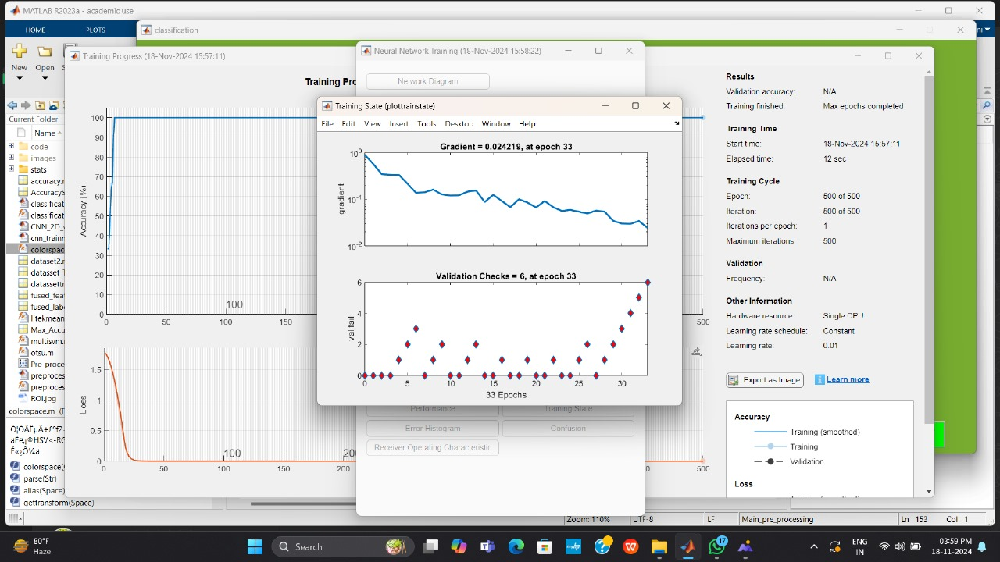 MATLAB R2023a - academic use
HOME
PLOTS
classification
ni
New
Open
Training Progress (18-Nov-2024 15:57:11)
Neural Network Training (18-Nov-2024 15:58:22)
Network Diagram
Training Pro
Training State (plottrainstate)
File Edit View Insert Tools Desktop Window Help
Gradient = 0.024219, at epoch 33
10^0
10^-1
10^-2
gradient
Validation Checks = 6, at epoch 33
6
4
2
0
val fail
0 5 10 15 20 25 30
33 Epochs
Performance
Training State
Error Histogram
Confusion
Receiver Operating Characteristic
Current Folder
Name
code
images
stats
accuracy.
AccuracyS
classificat
classificat
CNN_2D_
cnn_trainn
colorspac
dataset2.
datasset_
datassettr
fused_fea
fused_lab
litekmean
Max_Accu
multisvm.
otsu.m
Pre_proce
preproces
preproces
ROI.jpg
colorspac.m (F
colorspace(
parse(Str)
alias(Space)
gettransform(Space)
100
90
80
70
60
50
40
30
20
10
0
Accuracy (%)
100
0 50 100 150
500
1.5
1
0.5
0
Loss
100
200
0 50 100 150 200
0
500
Results
Validation accuracy: N/A
Training finished: Max epochs completed
Training Time
Start time: 18-Nov-2024 15:57:11
Elapsed time: 12 sec
Training Cycle
Epoch: 500 of 500
Iteration: 500 of 500
Iterations per epoch: 1
Maximum iterations: 500
Validation
Frequency: N/A
Other Information
Hardware resource: Single CPU
Learning rate schedule: Constant
Learning rate: 0.01
Export as Image
Learn more
Accuracy
Training (smoothed)
Training
Validation
Loss
Zoom: 110%
UTF-8
LF
Main_pre_processing
Ln 153 Col 1
80°F
Haze
Search
17
ENG
IN
03:59 PM
18-11-2024